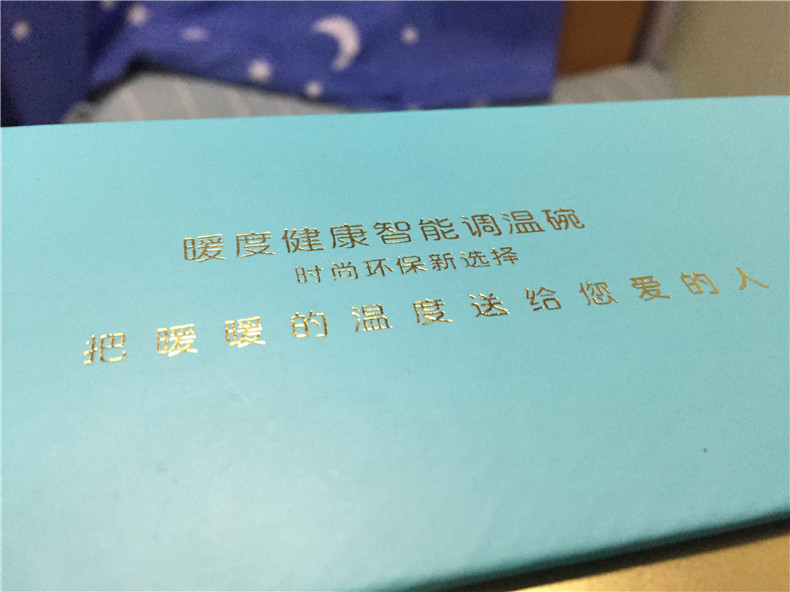 暖度健康智能调温碗
时尚环保新选择
把暖暖的温度送给您爱的人